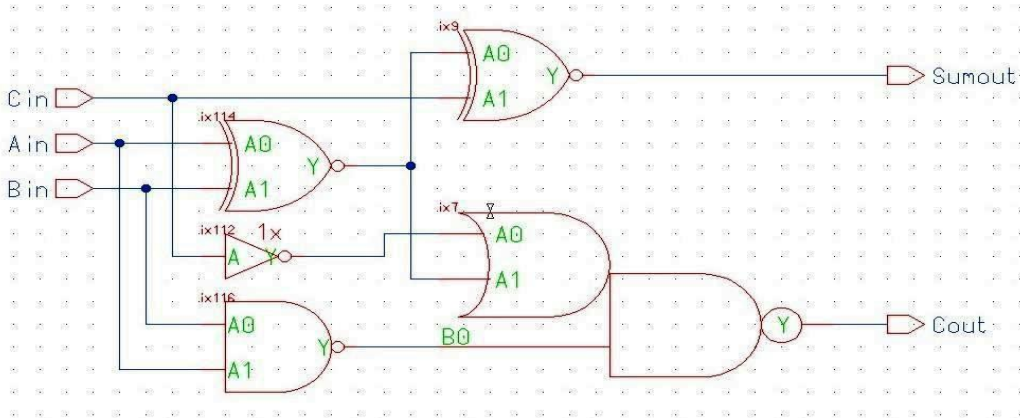 .ix9
A0
Y
A1
Sumout
Cin
.ix114
Ain
A0
Y
Bin
A1
.ix7
.ix112
1x
A0
A
Y
A1
.ix116
A0
Y
Cout
B0
Y
A1